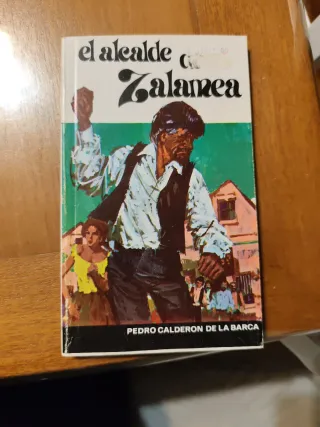 el alcalde
Zalamea
PEDRO CALDERON DE LA BARCA